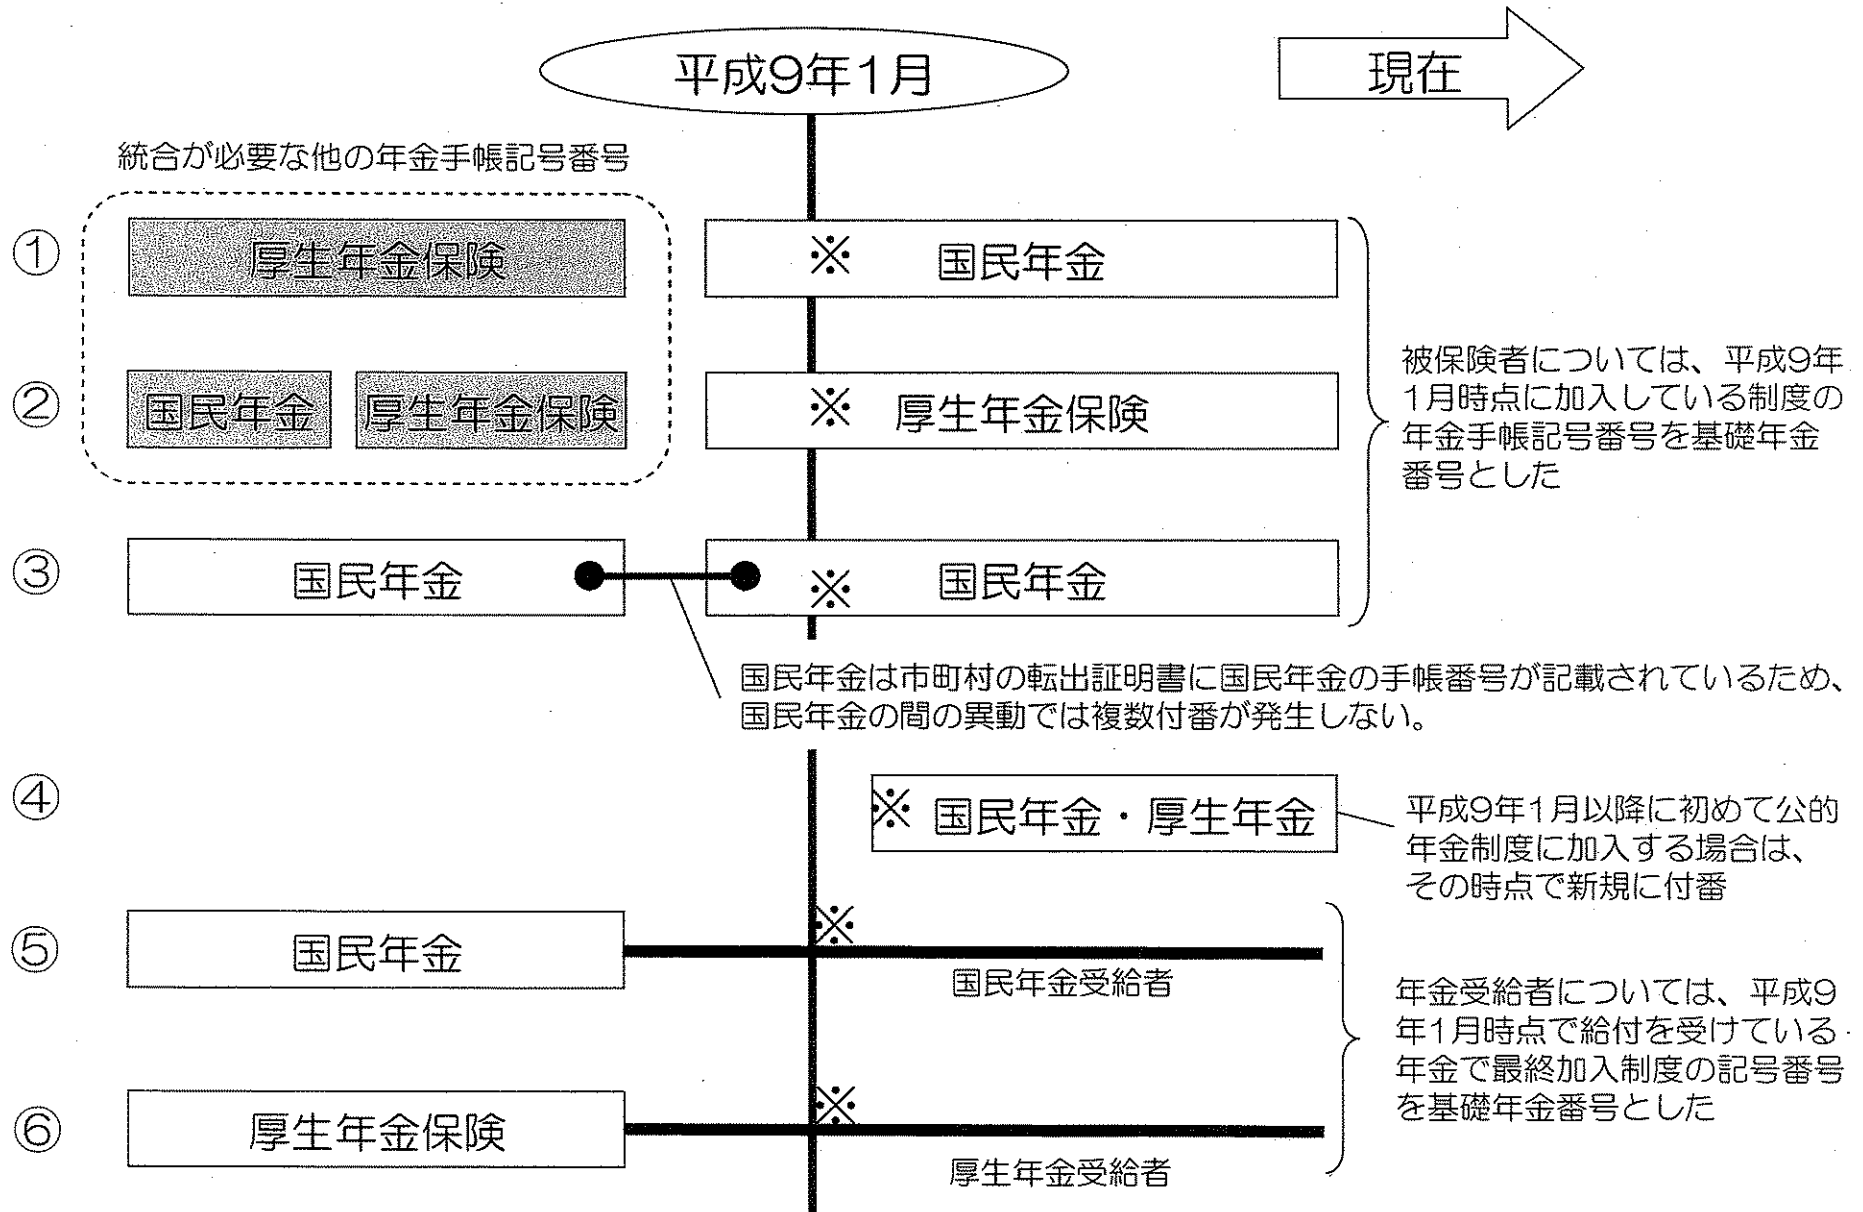 平成9年1月
現在
統合が必要な他の年金手帳記号番号
①
厚生年金保険
※
国民年金
②
国民年金
厚生年金保険
※
厚生年金保険
被保険者については、平成9年
1月時点に加入している制度の
年金手帳記号番号を基礎年金
番号とした
③
国民年金
※
国民年金
国民年金は市町村の転出証明書に国民年金の手帳番号が記載されているため、
国民年金の間の異動では複数付番が発生しない。
④
※ 国民年金・厚生年金
平成9年1月以降に初めて公的
年金制度に加入する場合は、
その時点で新規に付番
⑤
国民年金
※
国民年金受給者
年金受給者については、平成9
年1月時点で給付を受けている
年金で最終加入制度の記号番号
を基礎年金番号とした
⑥
厚生年金保険
※
厚生年金受給者